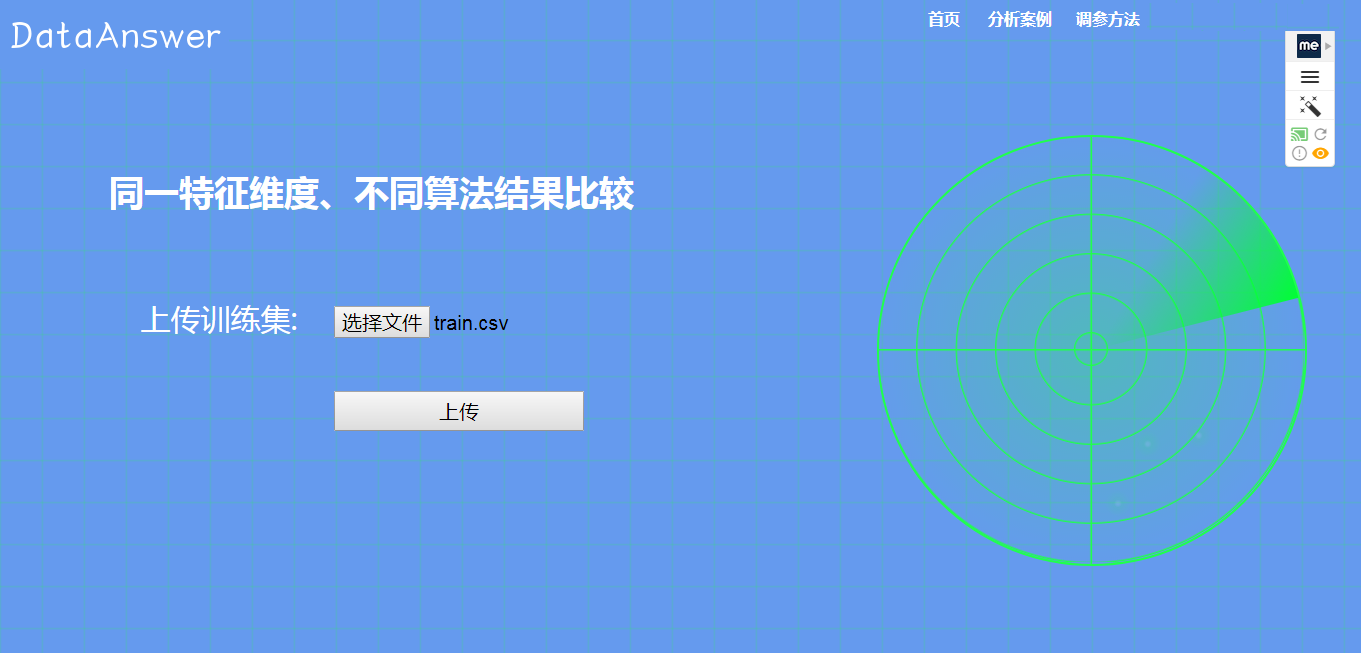 DataAnswer
首页 分析案例 调参方法
me
同一特征维度、不同算法结果比较
上传训练集:
选择文件 train.csv
上传